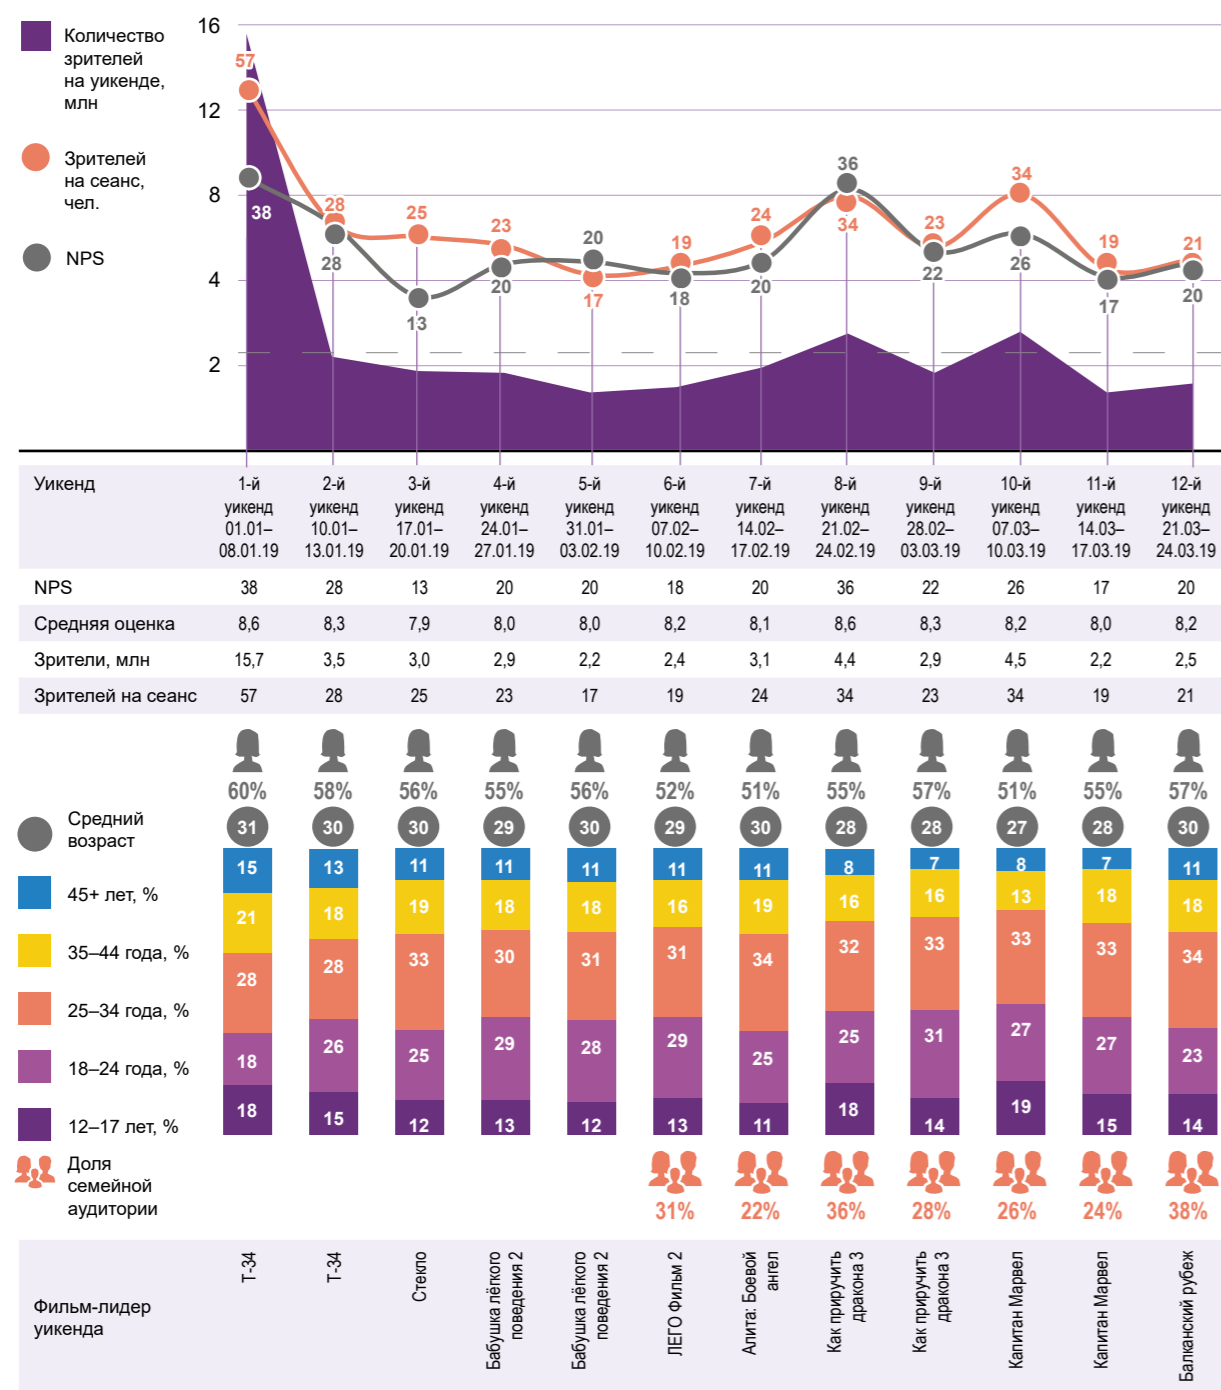 Количество
зрителей
на уикенде,
млн
Зрителей
на сеанс,
чел.
NPS
16
12
8
4
2
57
28
25
23
17
19
24
34
23
34
19
21
38
28
13
20
20
18
20
36
22
26
17
20
Уикенд
1-й
уикенд
01.01–
08.01.19
2-й
уикенд
10.01–
13.01.19
3-й
уикенд
17.01–
20.01.19
4-й
уикенд
24.01–
27.01.19
5-й
уикенд
31.01–
03.02.19
6-й
уикенд
07.02–
10.02.19
7-й
уикенд
14.02–
17.02.19
8-й
уикенд
21.02–
24.02.19
9-й
уикенд
28.02–
03.03.19
10-й
уикенд
07.03–
10.03.19
11-й
уикенд
14.03–
17.03.19
12-й
уикенд
21.03–
24.03.19
NPS 38 28 13 20 20 18 20 36 22 26 17 20
Средняя оценка 8,6 8,3 7,9 8,0 8,0 8,2 8,1 8,6 8,3 8,2 8,0 8,2
Зрители, млн 15,7 3,5 3,0 2,9 2,2 2,4 3,1 4,4 2,9 4,5 2,2 2,5
Зрителей на сеанс 57 28 25 23 17 19 24 34 23 34 19 21
60% 58% 56% 55% 56% 52% 51% 55% 57% 51% 55% 57%
Средний
возраст
31 30 30 29 30 29 30 28 28 27 28 30
45+ лет, %
15 13 11 11 11 11 11 8 7 8 7 11
35–44 года, %
21 18 19 18 18 16 19 16 16 13 18 18
25–34 года, %
28 28 33 30 31 31 34 32 33 33 33 34
18–24 года, %
18 26 25 29 28 29 25 25 31 27 27 23
12–17 лет, %
18 15 12 13 12 13 11 18 14 19 15 14
Доля
семейной
аудитории
31% 22% 36% 28% 26% 24% 38%
Фильм-лидер
уикенда
Т-34
Т-34
Стекло
Бабушка лёгкого
поведения 2
Бабушка лёгкого
поведения 2
ЛЕГО Фильм 2
Алита: Боевой
ангел
Как приручить
дракона 3
Как приручить
дракона 3
Капитан Марвел
Капитан Марвел
Балканский рубеж